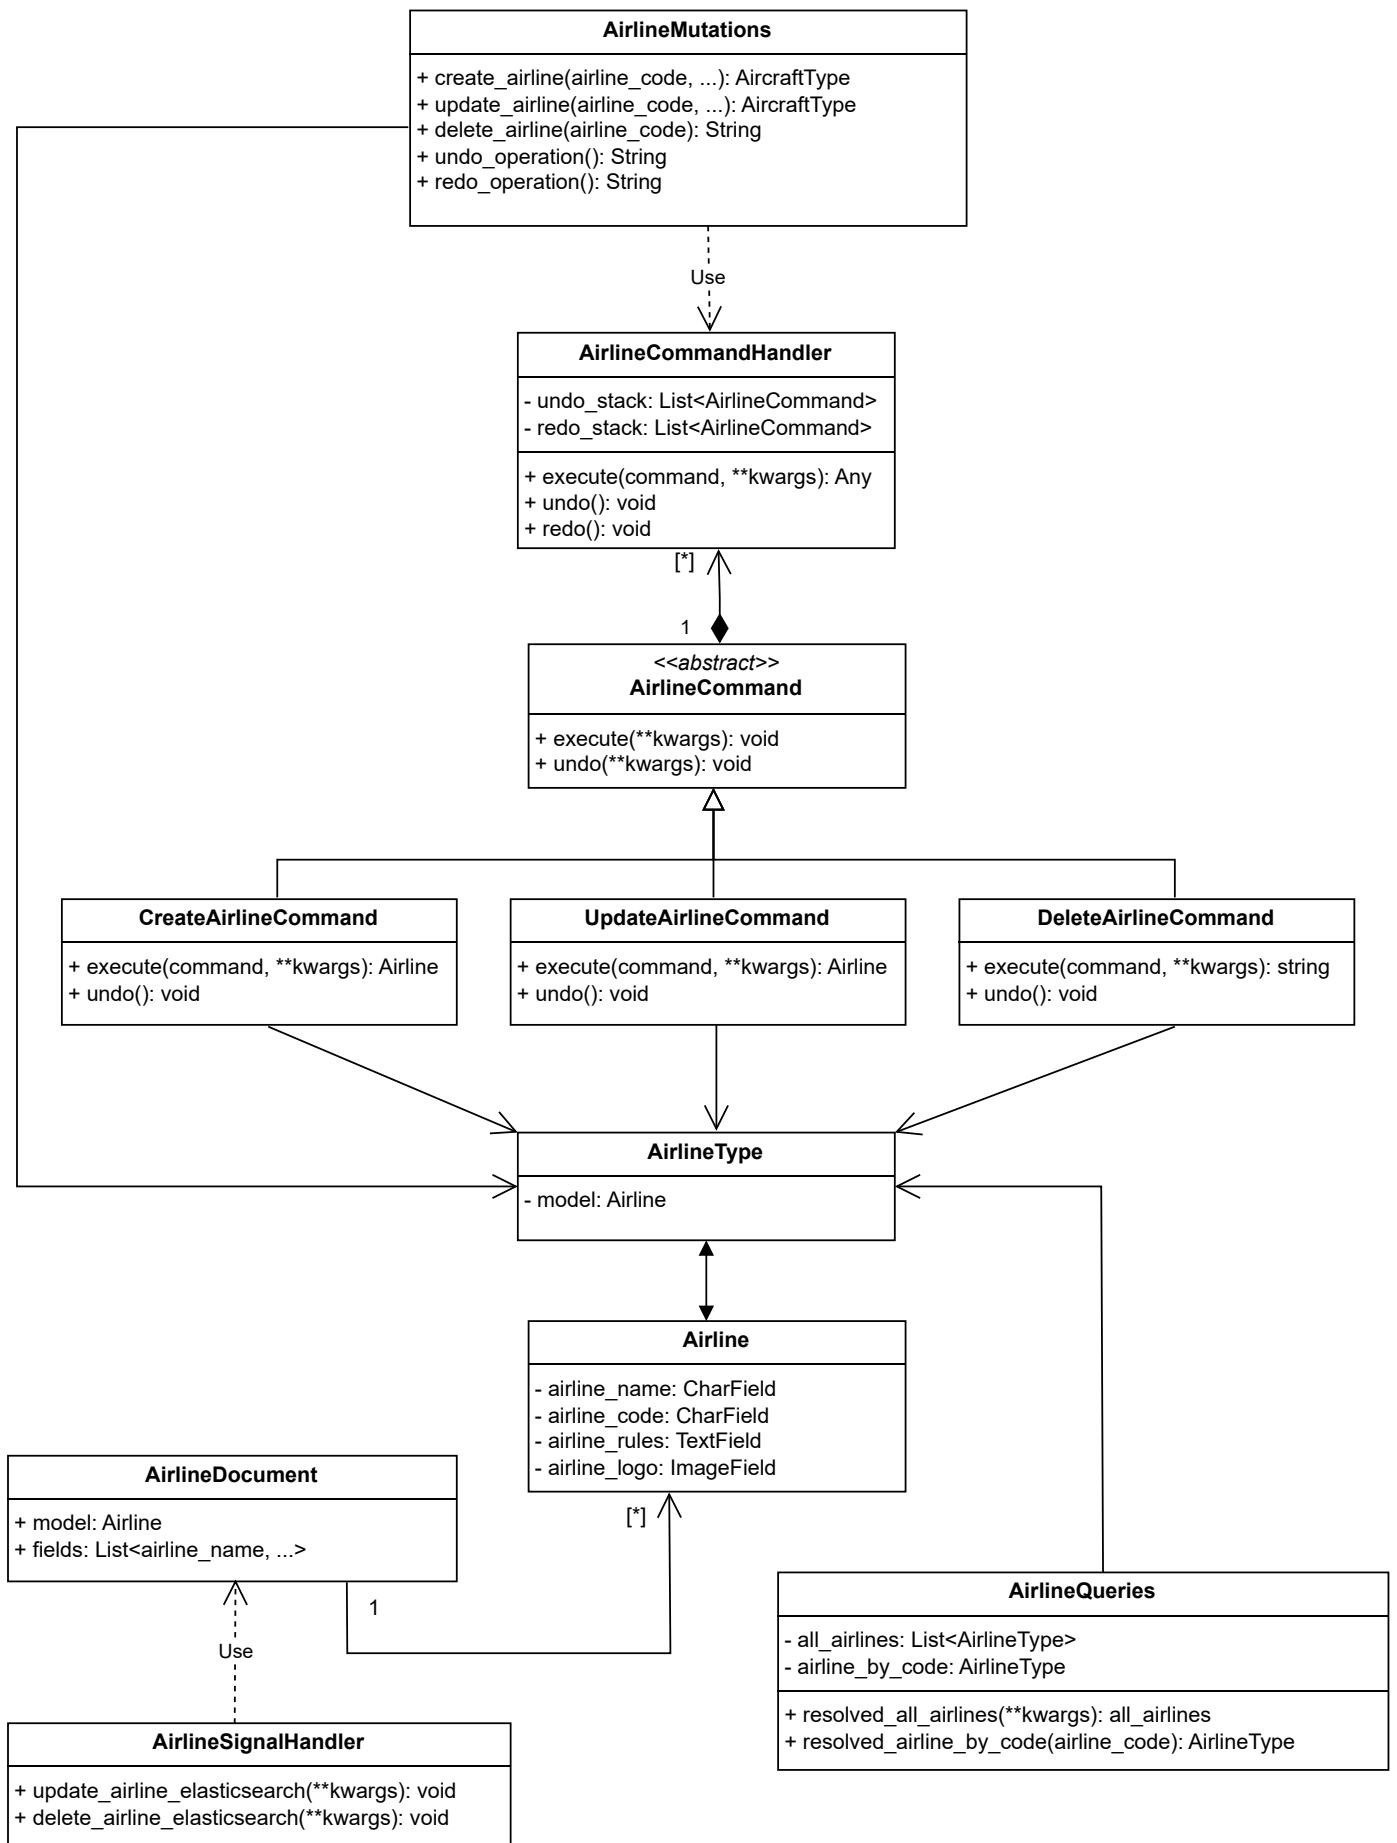 AirlineMutations
+ create_airline(airline_code, ...): AircraftType
+ update_airline(airline_code, ...): AircraftType
+ delete_airline(airline_code): String
+ undo_operation(): String
+ redo_operation(): String
Use
AirlineCommandHandler
- undo_stack: List<AirlineCommand>
- redo_stack: List<AirlineCommand>
+ execute(command, **kwargs): Any
+ undo(): void
+ redo(): void
[*]
1
<<abstract>>
AirlineCommand
+ execute(**kwargs): void
+ undo(**kwargs): void
CreateAirlineCommand
+ execute(command, **kwargs): Airline
+ undo(): void
UpdateAirlineCommand
+ execute(command, **kwargs): Airline
+ undo(): void
DeleteAirlineCommand
+ execute(command, **kwargs): string
+ undo(): void
AirlineType
- model: Airline
Airline
- airline_name: CharField
- airline_code: CharField
- airline_rules: TextField
- airline_logo: ImageField
[*]
AirlineDocument
+ model: Airline
+ fields: List<airline_name, ...>
1
Use
AirlineSignalHandler
+ update_airline_elasticsearch(**kwargs): void
+ delete_airline_elasticsearch(**kwargs): void
AirlineQueries
- all_airlines: List<AirlineType>
- airline_by_code: AirlineType
+ resolved_all_airlines(**kwargs): all_airlines
+ resolved_airline_by_code(airline_code): AirlineType